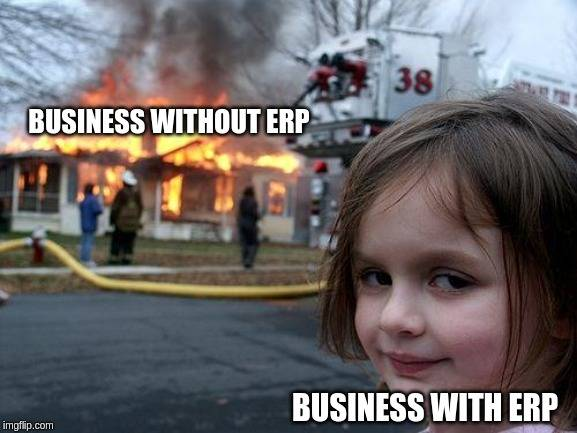 38
BUSINESS WITHOUT ERP
BUSINESS WITH ERP
imgflip.com